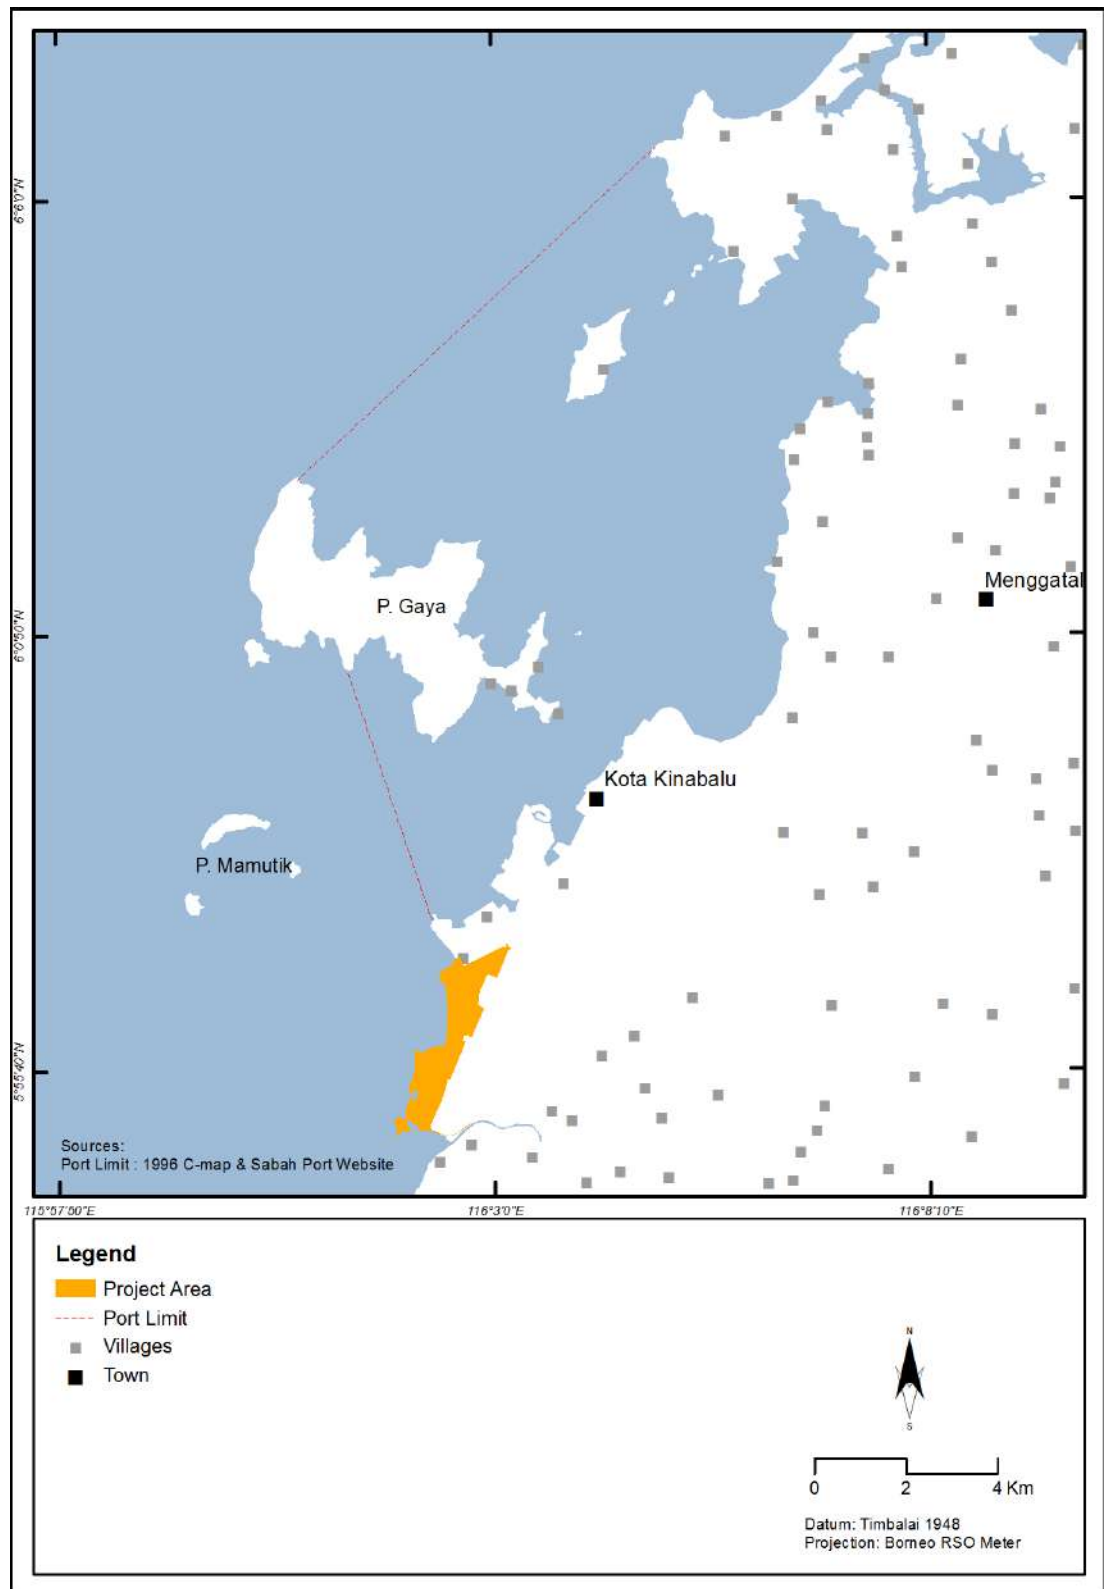 6°6'0"N
P. Gaya
Menggatal
6°0'50"N
Kota Kinabalu
P. Mamutik
5°55'40"N
Sources:
Port Limit : 1996 C-map & Sabah Port Website
115°57'50"E
116°3'0"E
116°8'10"E
Legend
Project Area
Port Limit
Villages
Town
N
S
0 2 4 Km
Datum: Timbalai 1948
Projection: Borneo RSO Meter